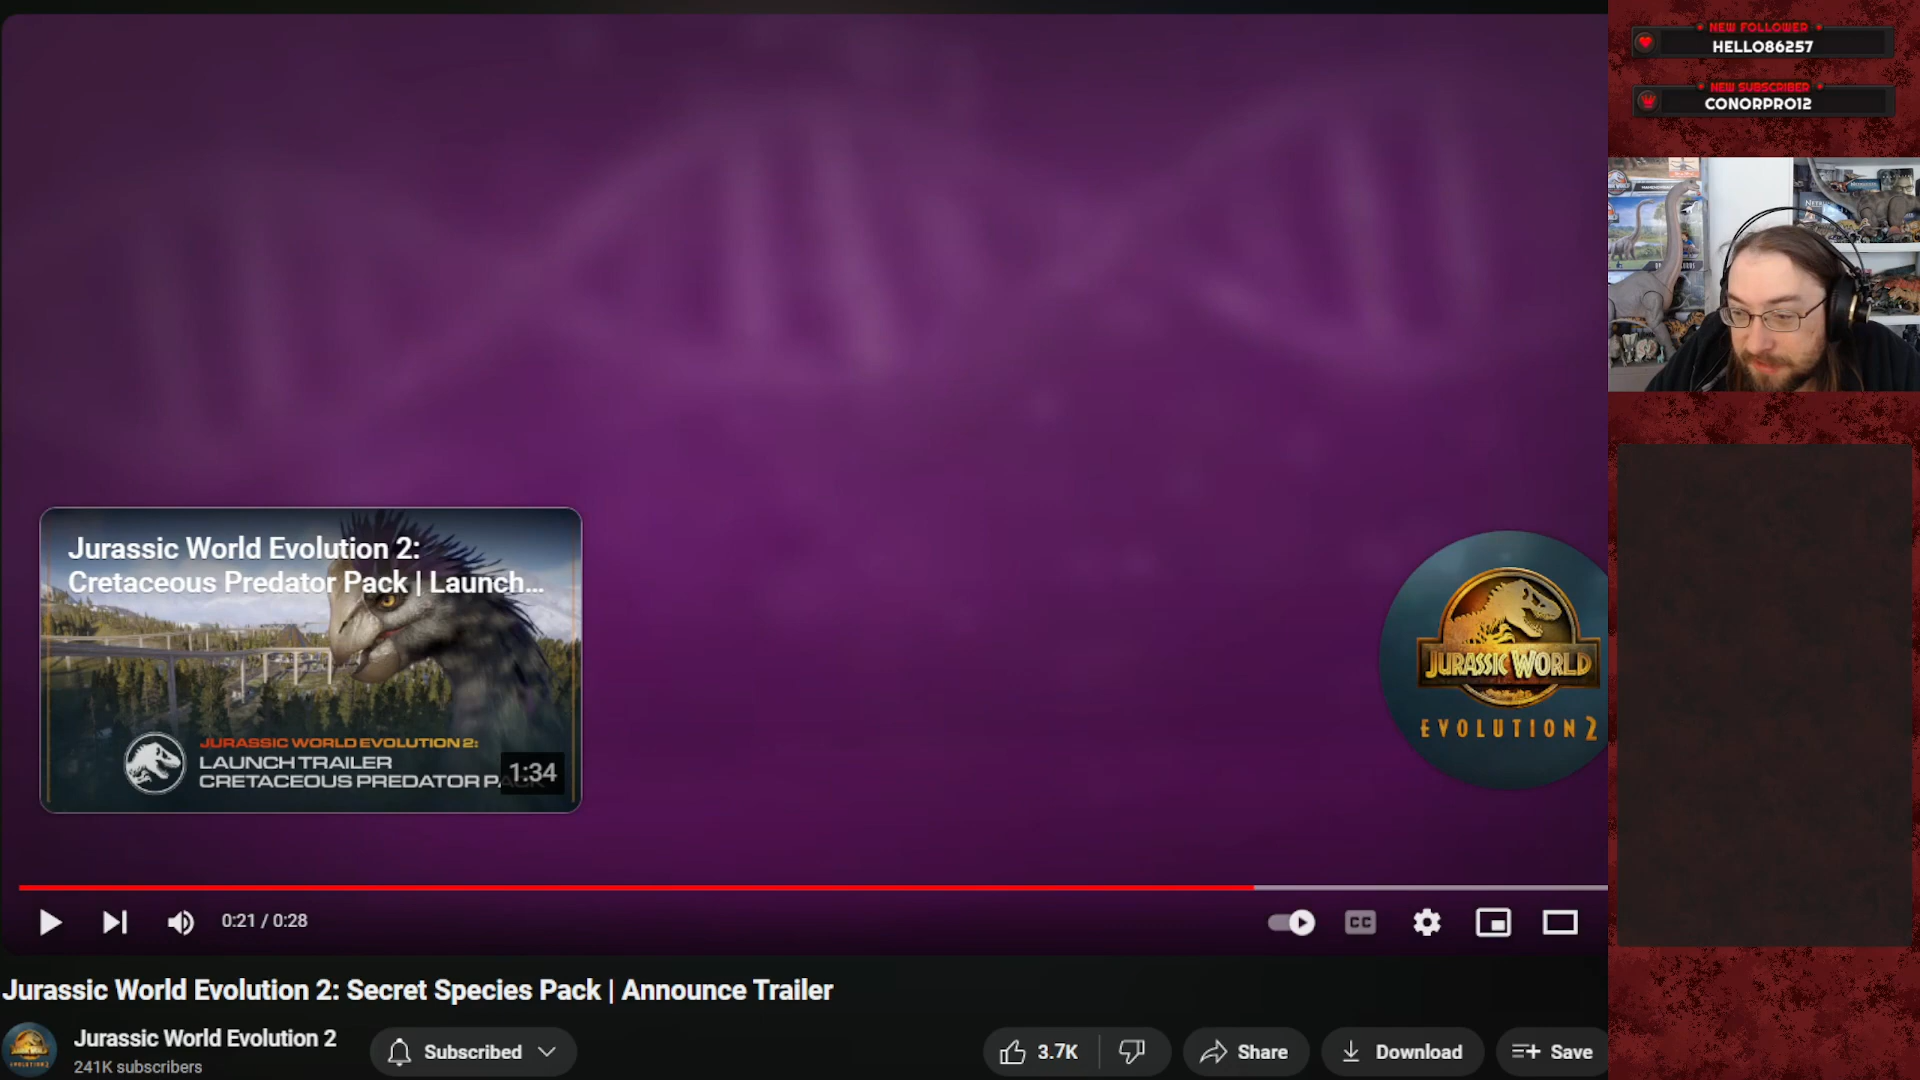 NEW FOLLOWER
HELLO86257
NEW SUBSCRIBER
CONORPRO12
Jurassic World Evolution 2:
Cretaceous Predator Pack | Launch...
JURASSIC WORLD EVOLUTION 2:
LAUNCH TRAILER
CRETACEOUS PREDATOR PACK
1:34
JURASSIC WORLD
EVOLUTION 2
0:21 / 0:28
CC
Jurassic World Evolution 2: Secret Species Pack | Announce Trailer
Jurassic World Evolution 2
241K subscribers
Subscribed
3.7K
Share
Download
Save